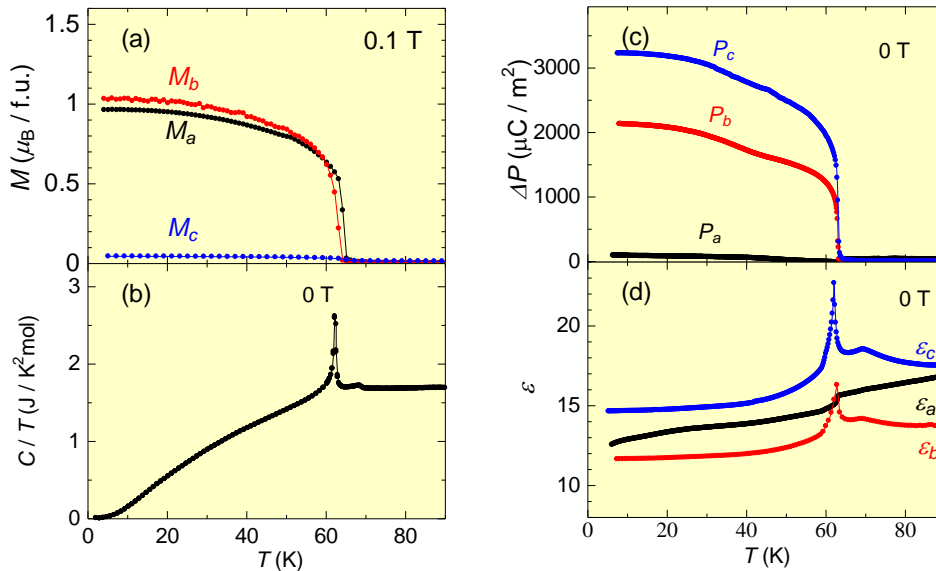 (a)
0.1 T
M (μB / f.u.)
1.5
1
0.5
0
Mb
Ma
Mc
(b)
0 T
C / T (J / K²mol)
3
2
1
0
0 20 40 60 80
T (K)
(c)
0 T
ΔP (μC / m²)
3000
2000
1000
0
Pc
Pb
Pa
(d)
0 T
ε
20
15
10
εc
εa
εb
0 20 40 60 80
T (K)